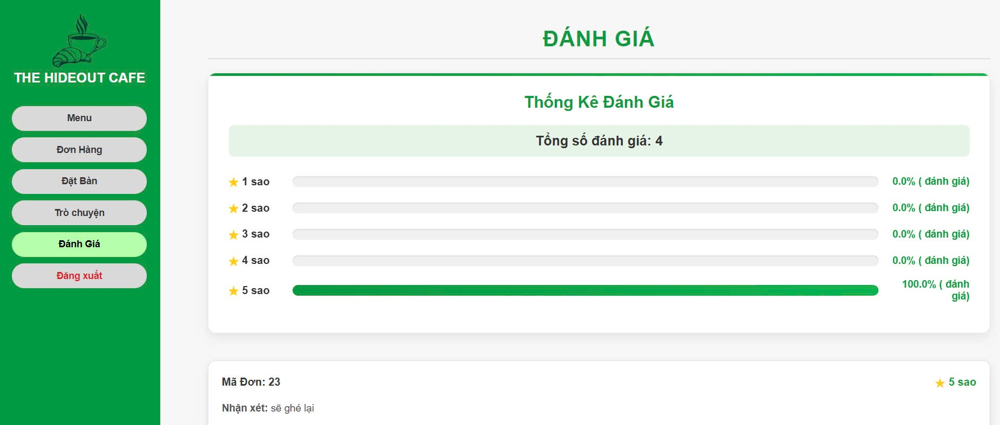 THE HIDEOUT CAFE
Menu
Đơn Hàng
Đặt Bàn
Trò chuyện
Đánh Giá
Đăng xuất
ĐÁNH GIÁ
Thống Kê Đánh Giá
Tổng số đánh giá: 4
1 sao 0.0% ( đánh giá)
2 sao 0.0% ( đánh giá)
3 sao 0.0% ( đánh giá)
4 sao 0.0% ( đánh giá)
5 sao 100.0% ( đánh
giá)
Mã Đơn: 23 5 sao
Nhận xét: sẽ ghé lại